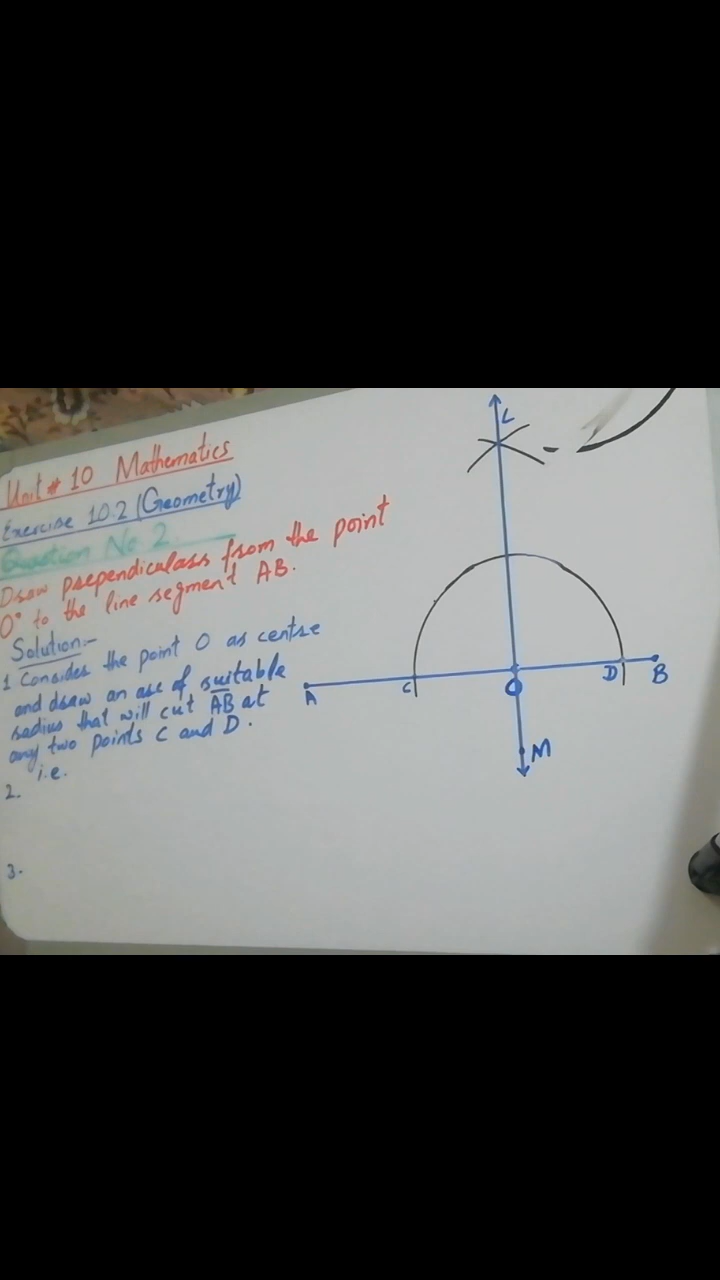 Unit # 10 Mathematics
Exercise 10.2 (Geometry)
Question No 2.
Draw prependiculars from the point
O" to the line segment AB.
Solution:-
1 Consider the point O as centre
and draw an arc of suitable
radius that will cut AB at
any two points C and D.
i.e.
2.
3.
L
A
C
O
D
B
M